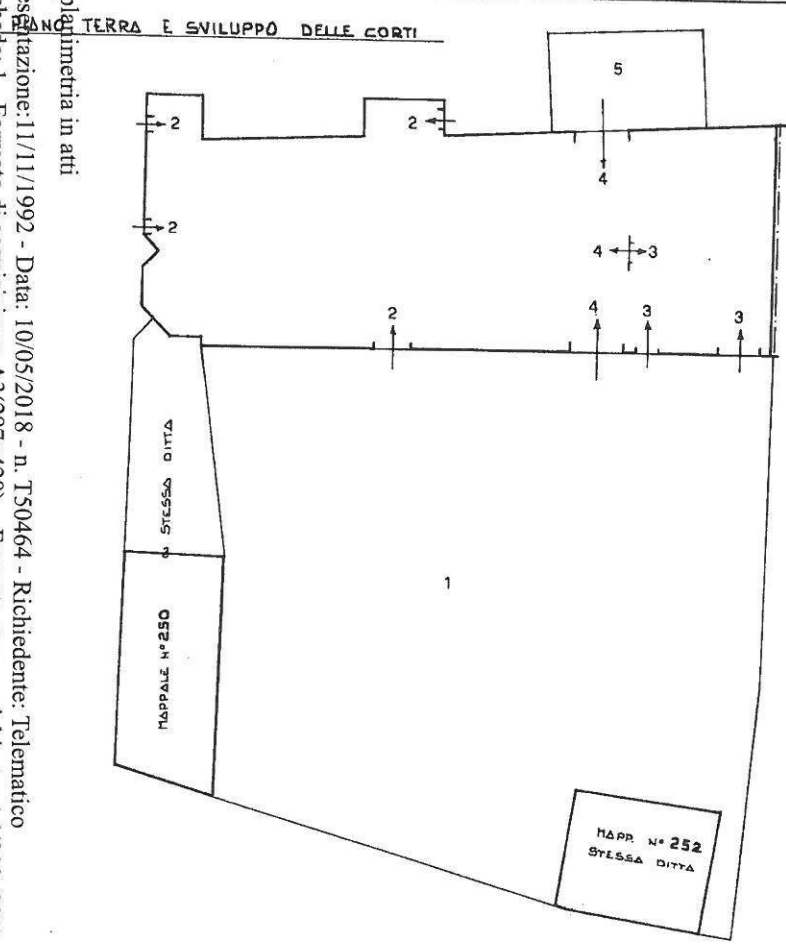 PIANO TERRA E SVILUPPO DELLE CORTI
planimetria in atti
esentazione:11/11/1992 - Data: 10/05/2018 - n. T50464 - Richiedente: Telematico
5
2
2
4
2
4
3
2
4
3
3
STESSA DITTA
MAPPALE N° 250
1
MAPP. N° 252
STESSA DITTA